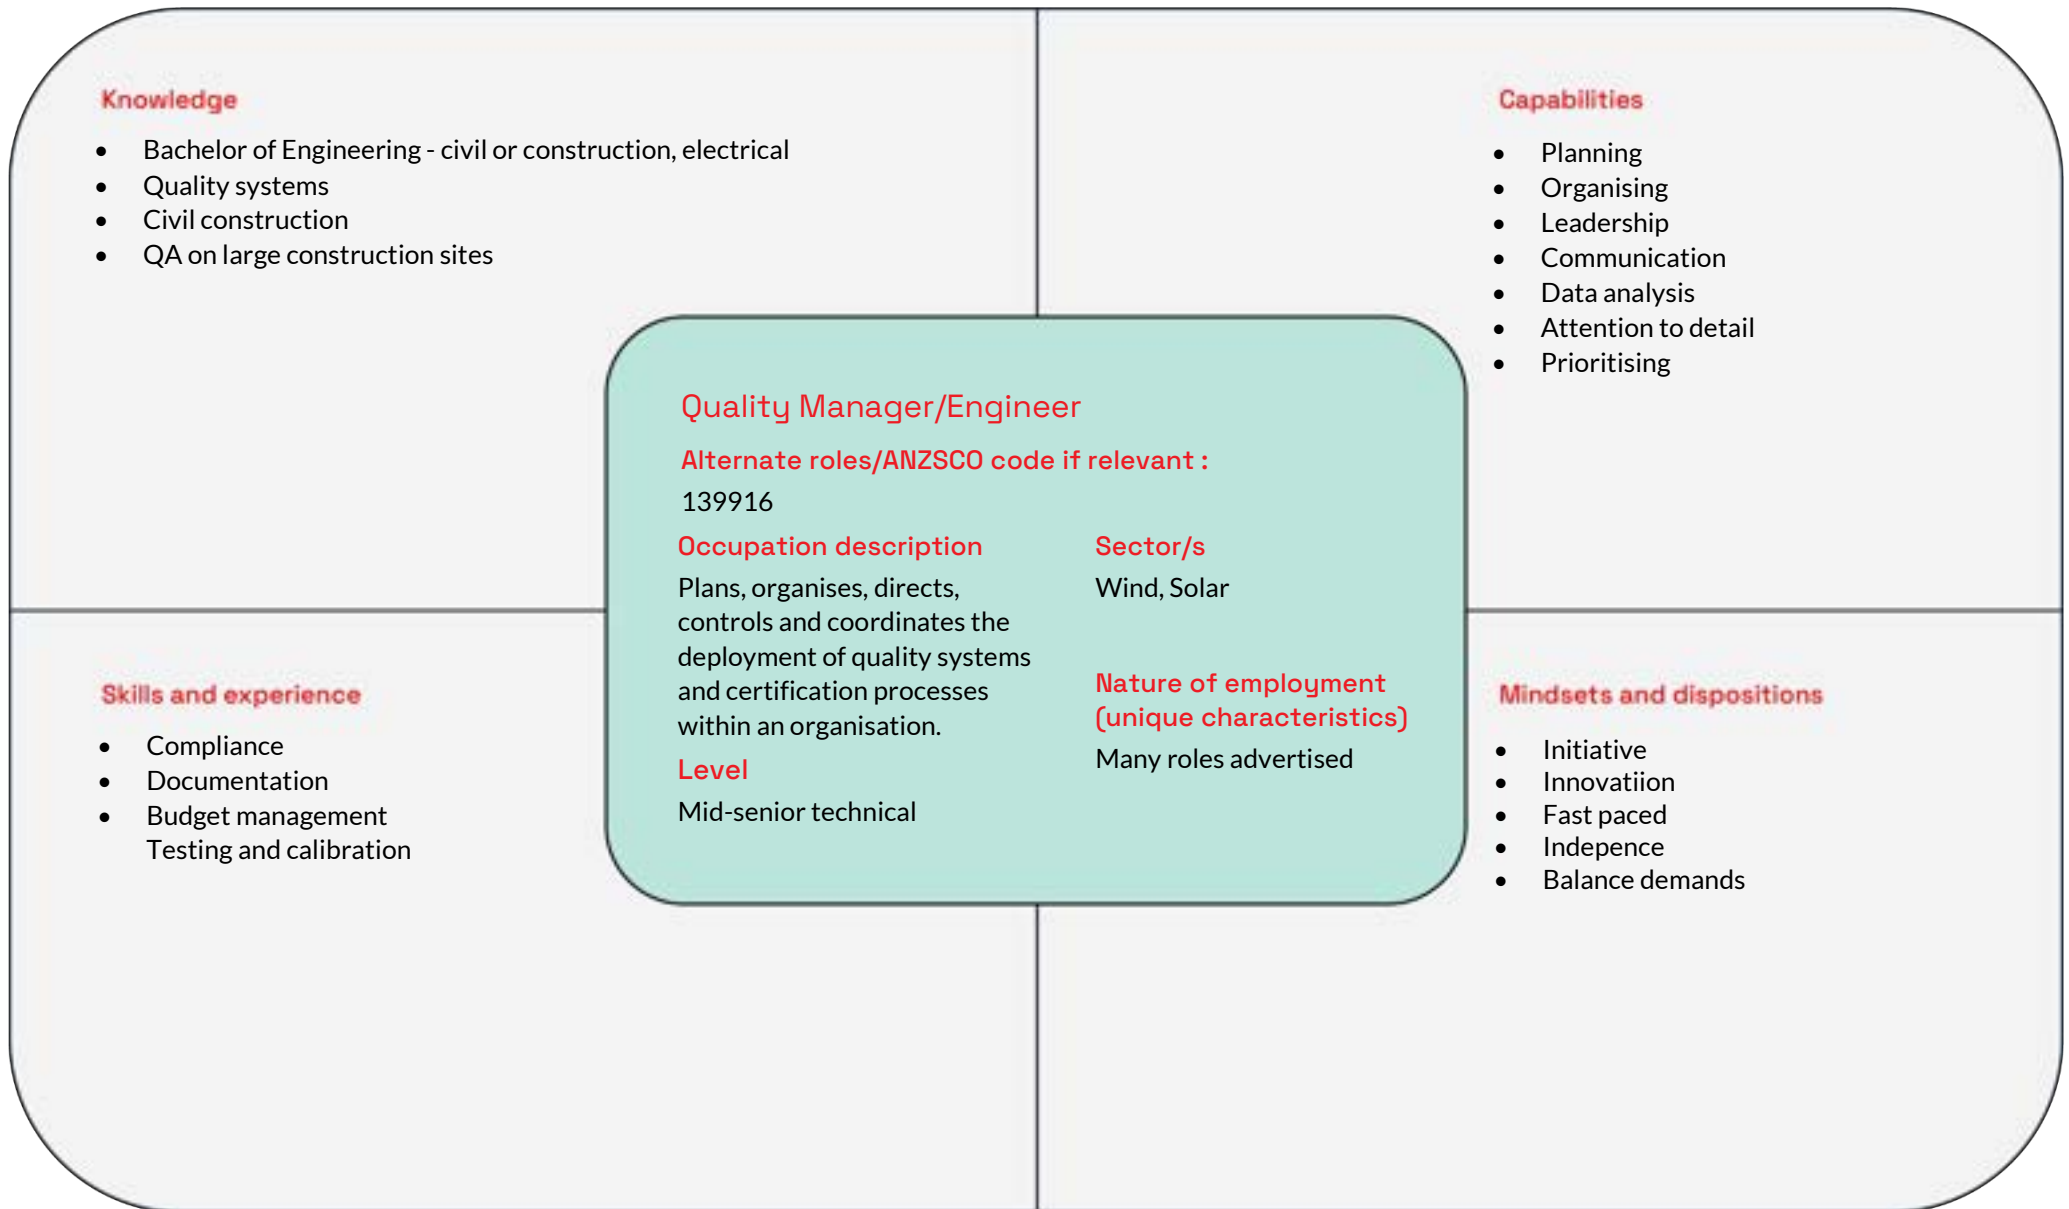 Knowledge
• Bachelor of Engineering - civil or construction, electrical
• Quality systems
• Civil construction
• QA on large construction sites
Capabilities
• Planning
• Organising
• Leadership
• Communication
• Data analysis
• Attention to detail
• Prioritising
Quality Manager/Engineer
Alternate roles/ANZSCO code if relevant :
139916
Occupation description
Plans, organises, directs,
controls and coordinates the
deployment of quality systems
and certification processes
within an organisation.
Level
Mid-senior technical
Sector/s
Wind, Solar
Nature of employment
(unique characteristics)
Many roles advertised
Skills and experience
• Compliance
• Documentation
• Budget management
Testing and calibration
Mindsets and dispositions
• Initiative
• Innovatiion
• Fast paced
• Indepence
• Balance demands